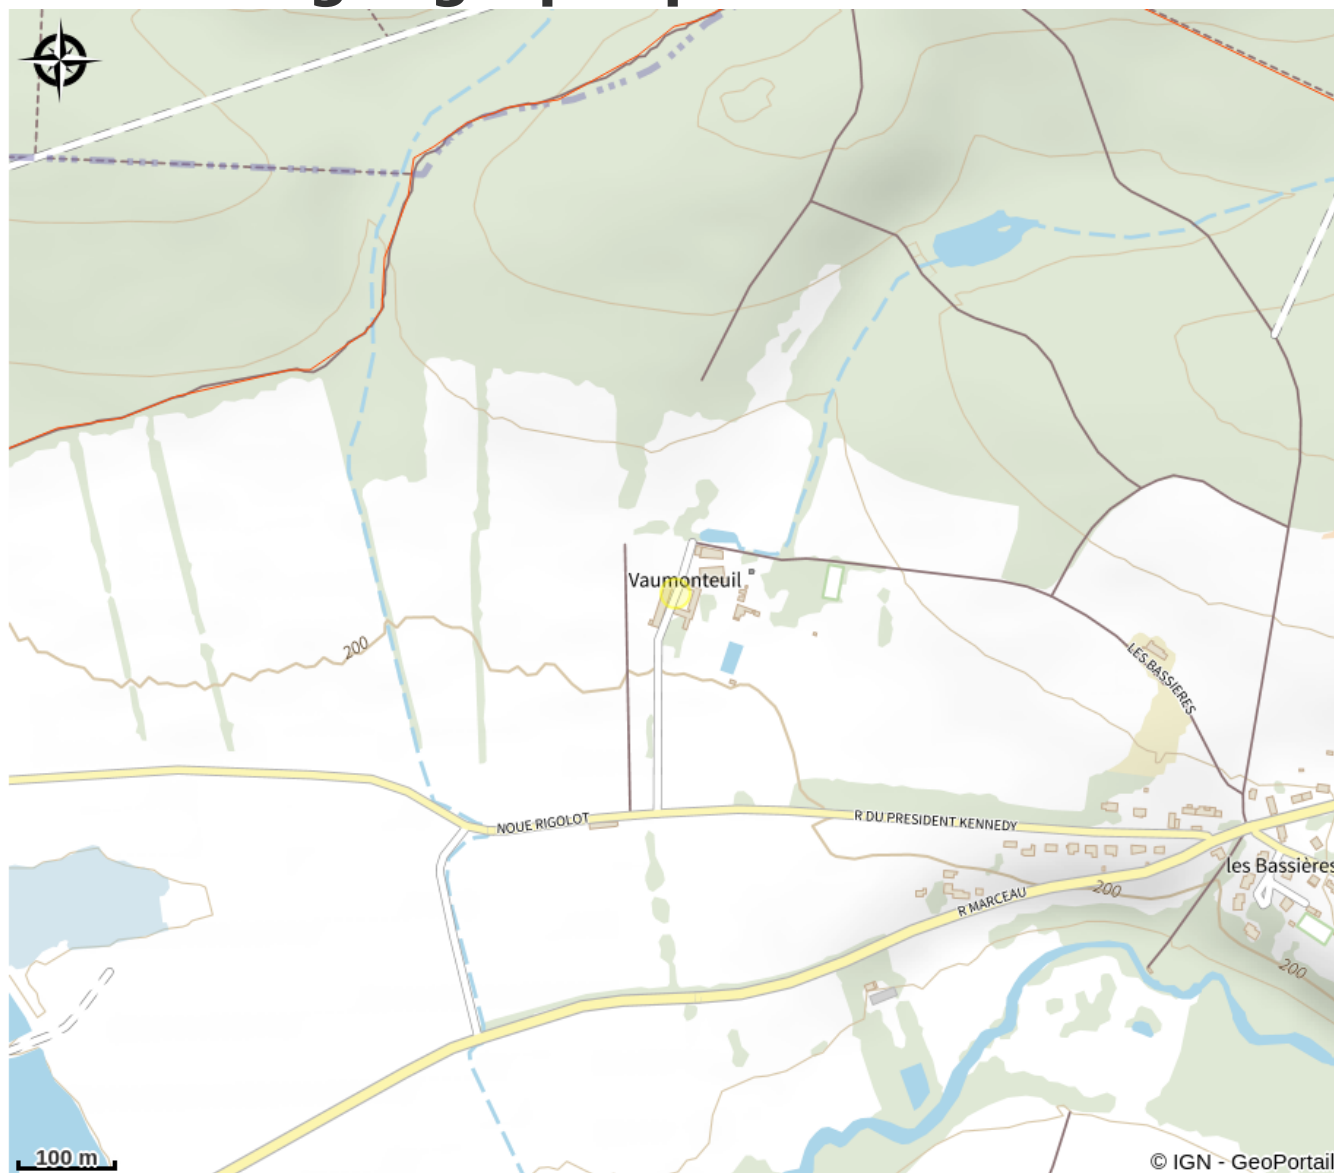 Vaumonteuil
200
LES BASSIERES
NOUE RIGOLOT
R DU PRESIDENT KENNEDY
les Bassières
R MARCEAU
200
200
100 m
© IGN - GeoPortail